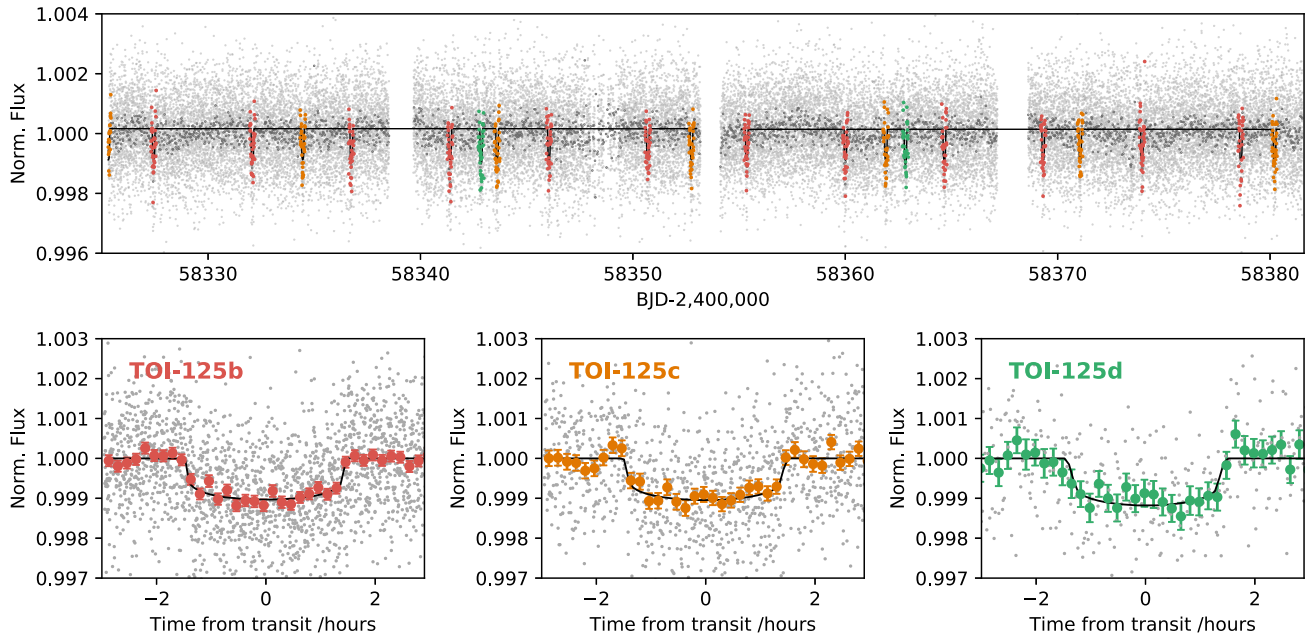 1.004
1.002
1.000
0.998
0.996
Norm. Flux
58330 58340 58350 58360 58370 58380
BJD-2,400,000
1.003
1.002
1.001
1.000
0.999
0.998
0.997
Norm. Flux
TOI-125b
−2 0 2
Time from transit /hours
1.003
1.002
1.001
1.000
0.999
0.998
0.997
Norm. Flux
TOI-125c
−2 0 2
Time from transit /hours
1.003
1.002
1.001
1.000
0.999
0.998
0.997
Norm. Flux
TOI-125d
−2 0 2
Time from transit /hours